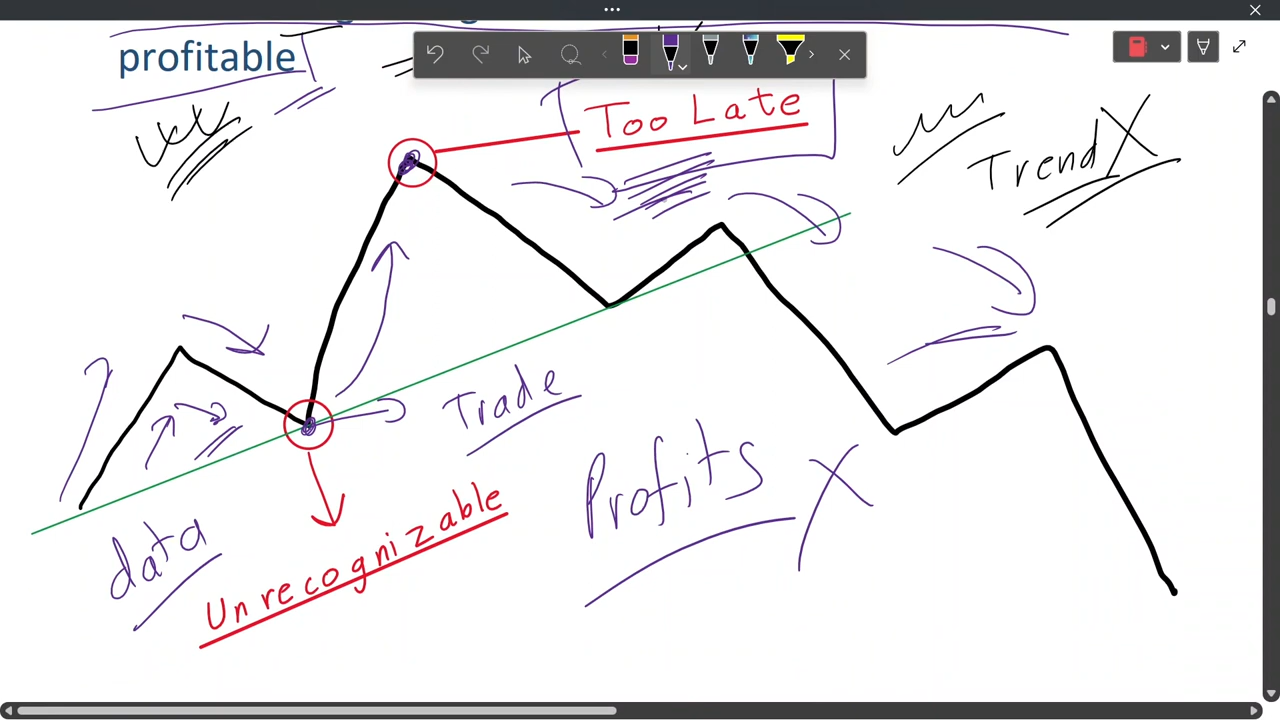 profitable
Too Late
Trend X
Trade
Profits X
data
Unrecognizable